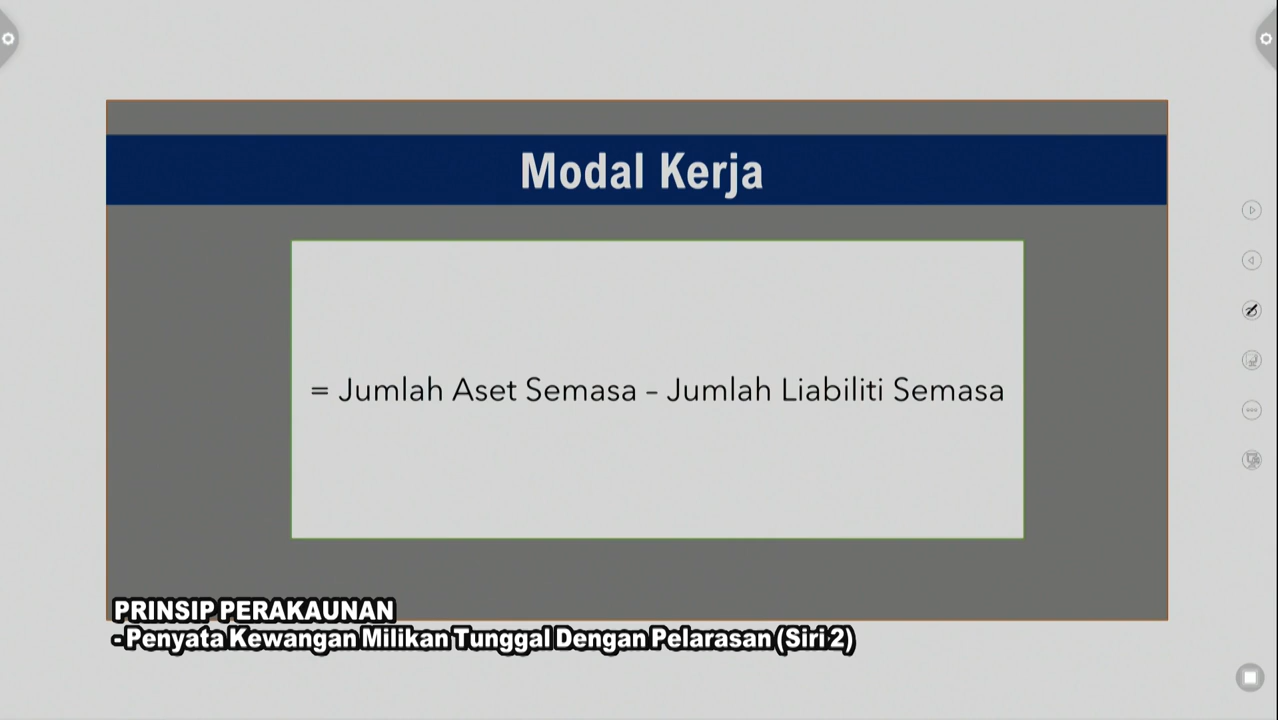 Modal Kerja
= Jumlah Aset Semasa – Jumlah Liabiliti Semasa
PRINSIP PERAKAUNAN
- Penyata Kewangan Milikan Tunggal Dengan Pelarasan (Siri 2)